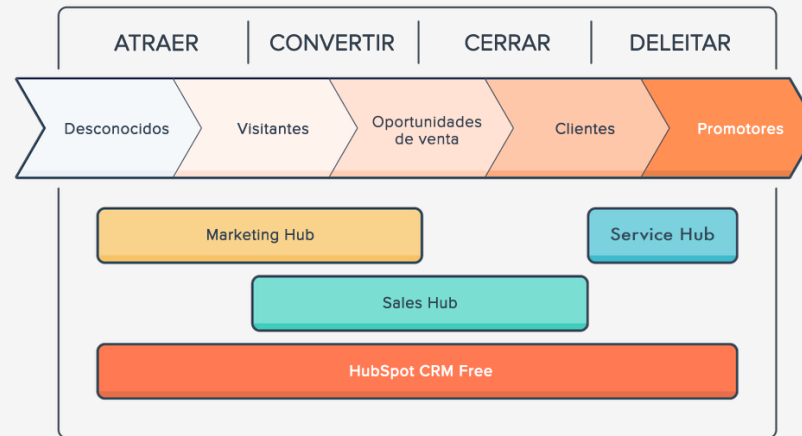 ATRAER
CONVERTIR
CERRAR
DELEITAR
Desconocidos
Visitantes
Oportunidades
de venta
Clientes
Promotores
Marketing Hub
Service Hub
Sales Hub
HubSpot CRM Free